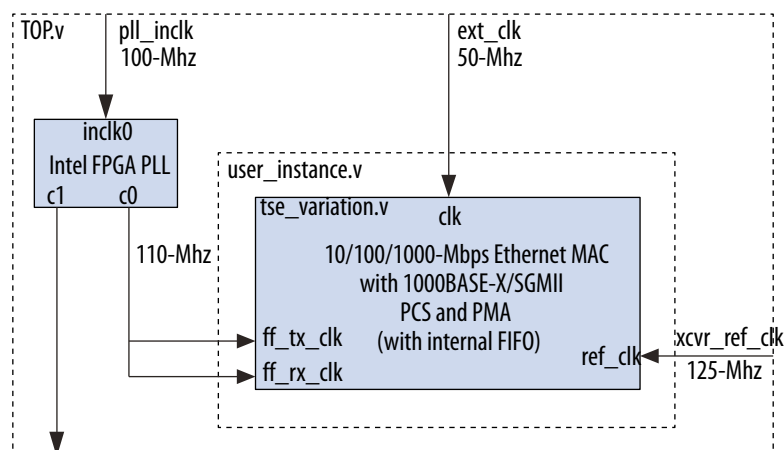 TOP.v
pll_inclk
100-Mhz
ext_clk
50-Mhz
inclk0
Intel FPGA PLL
c1 c0
user_instance.v
tse_variation.v
clk
110-Mhz
10/100/1000-Mbps Ethernet MAC
with 1000BASE-X/SGMII
PCS and PMA
(with internal FIFO)
ff_tx_clk
ff_rx_clk
ref_clk
xcvr_ref_clk
125-Mhz